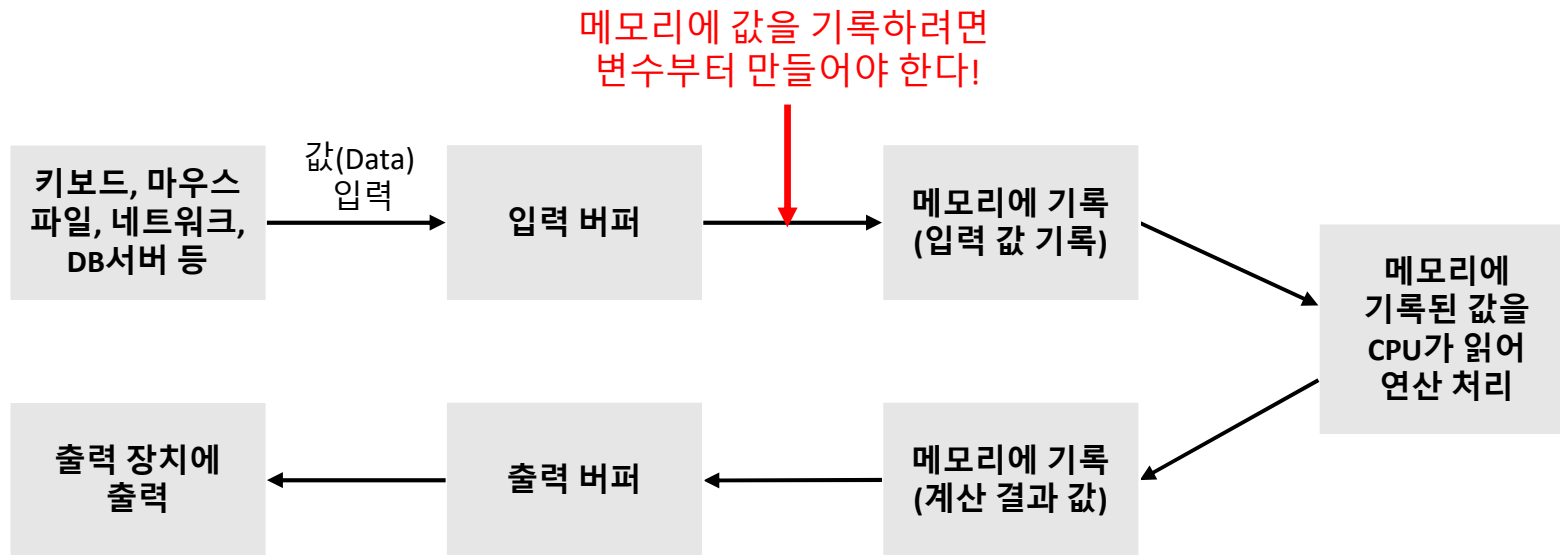 메모리에 값을 기록하려면
변수부터 만들어야 한다!
키보드, 마우스
파일, 네트워크,
DB서버 등
값(Data)
입력
입력 버퍼
메모리에 기록
(입력 값 기록)
메모리에
기록된 값을
CPU가 읽어
연산 처리
출력 장치에
출력
출력 버퍼
메모리에 기록
(계산 결과 값)